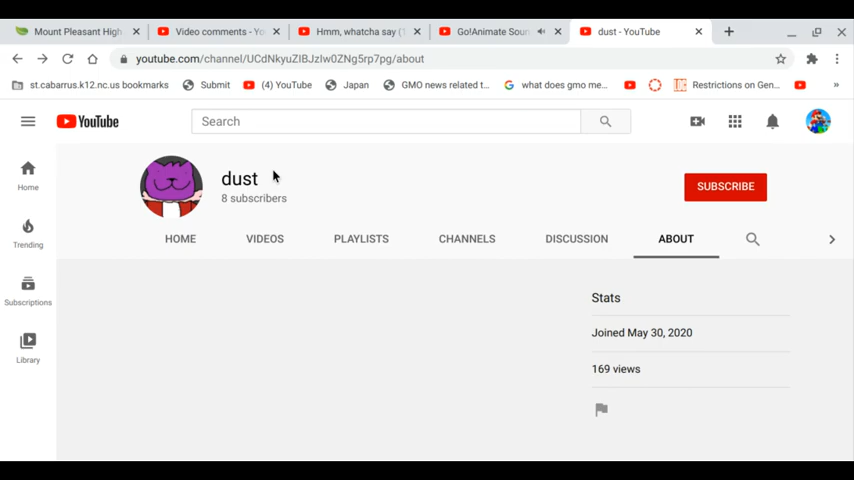 Mount Pleasant High
Video comments - Yo
Hmm, whatcha say (1
Go!Animate Soun
dust - YouTube
youtube.com/channel/UCdNkyuZIBJzIw0ZNg5rp7pg/about
st.cabarrus.k12.nc.us bookmarks
Submit
(4) YouTube
Japan
GMO news related t...
what does gmo me...
Restrictions on Gen...
YouTube
Search
dust
8 subscribers
SUBSCRIBE
Home
Trending
Subscriptions
Library
HOME
VIDEOS
PLAYLISTS
CHANNELS
DISCUSSION
ABOUT
Stats
Joined May 30, 2020
169 views